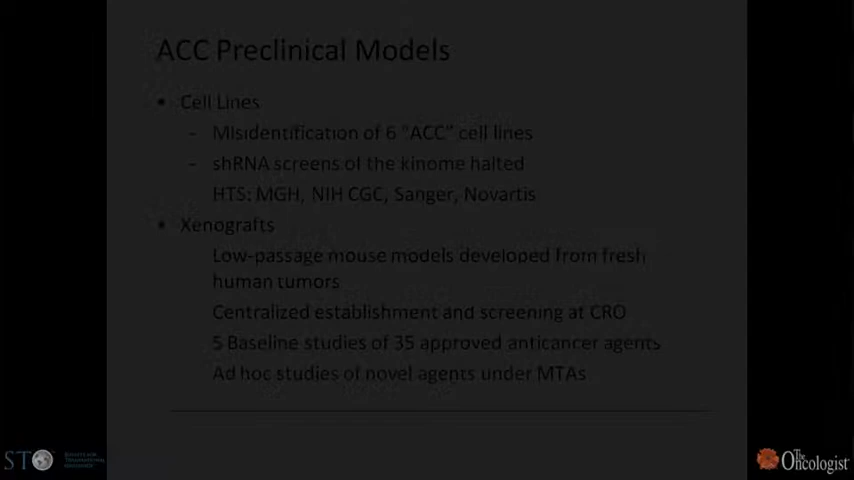 ACC Preclinical Models
• Cell Lines
- Misidentification of 6 "ACC" cell lines
- shRNA screens of the kinome halted
HTS: MGH, NIH CGC, Sanger, Novartis
• Xenografts
Low-passage mouse models developed from fresh
human tumors
Centralized establishment and screening at CRO
5 Baseline studies of 35 approved anticancer agents
Ad hoc studies of novel agents under MTAs
The
Oncologist